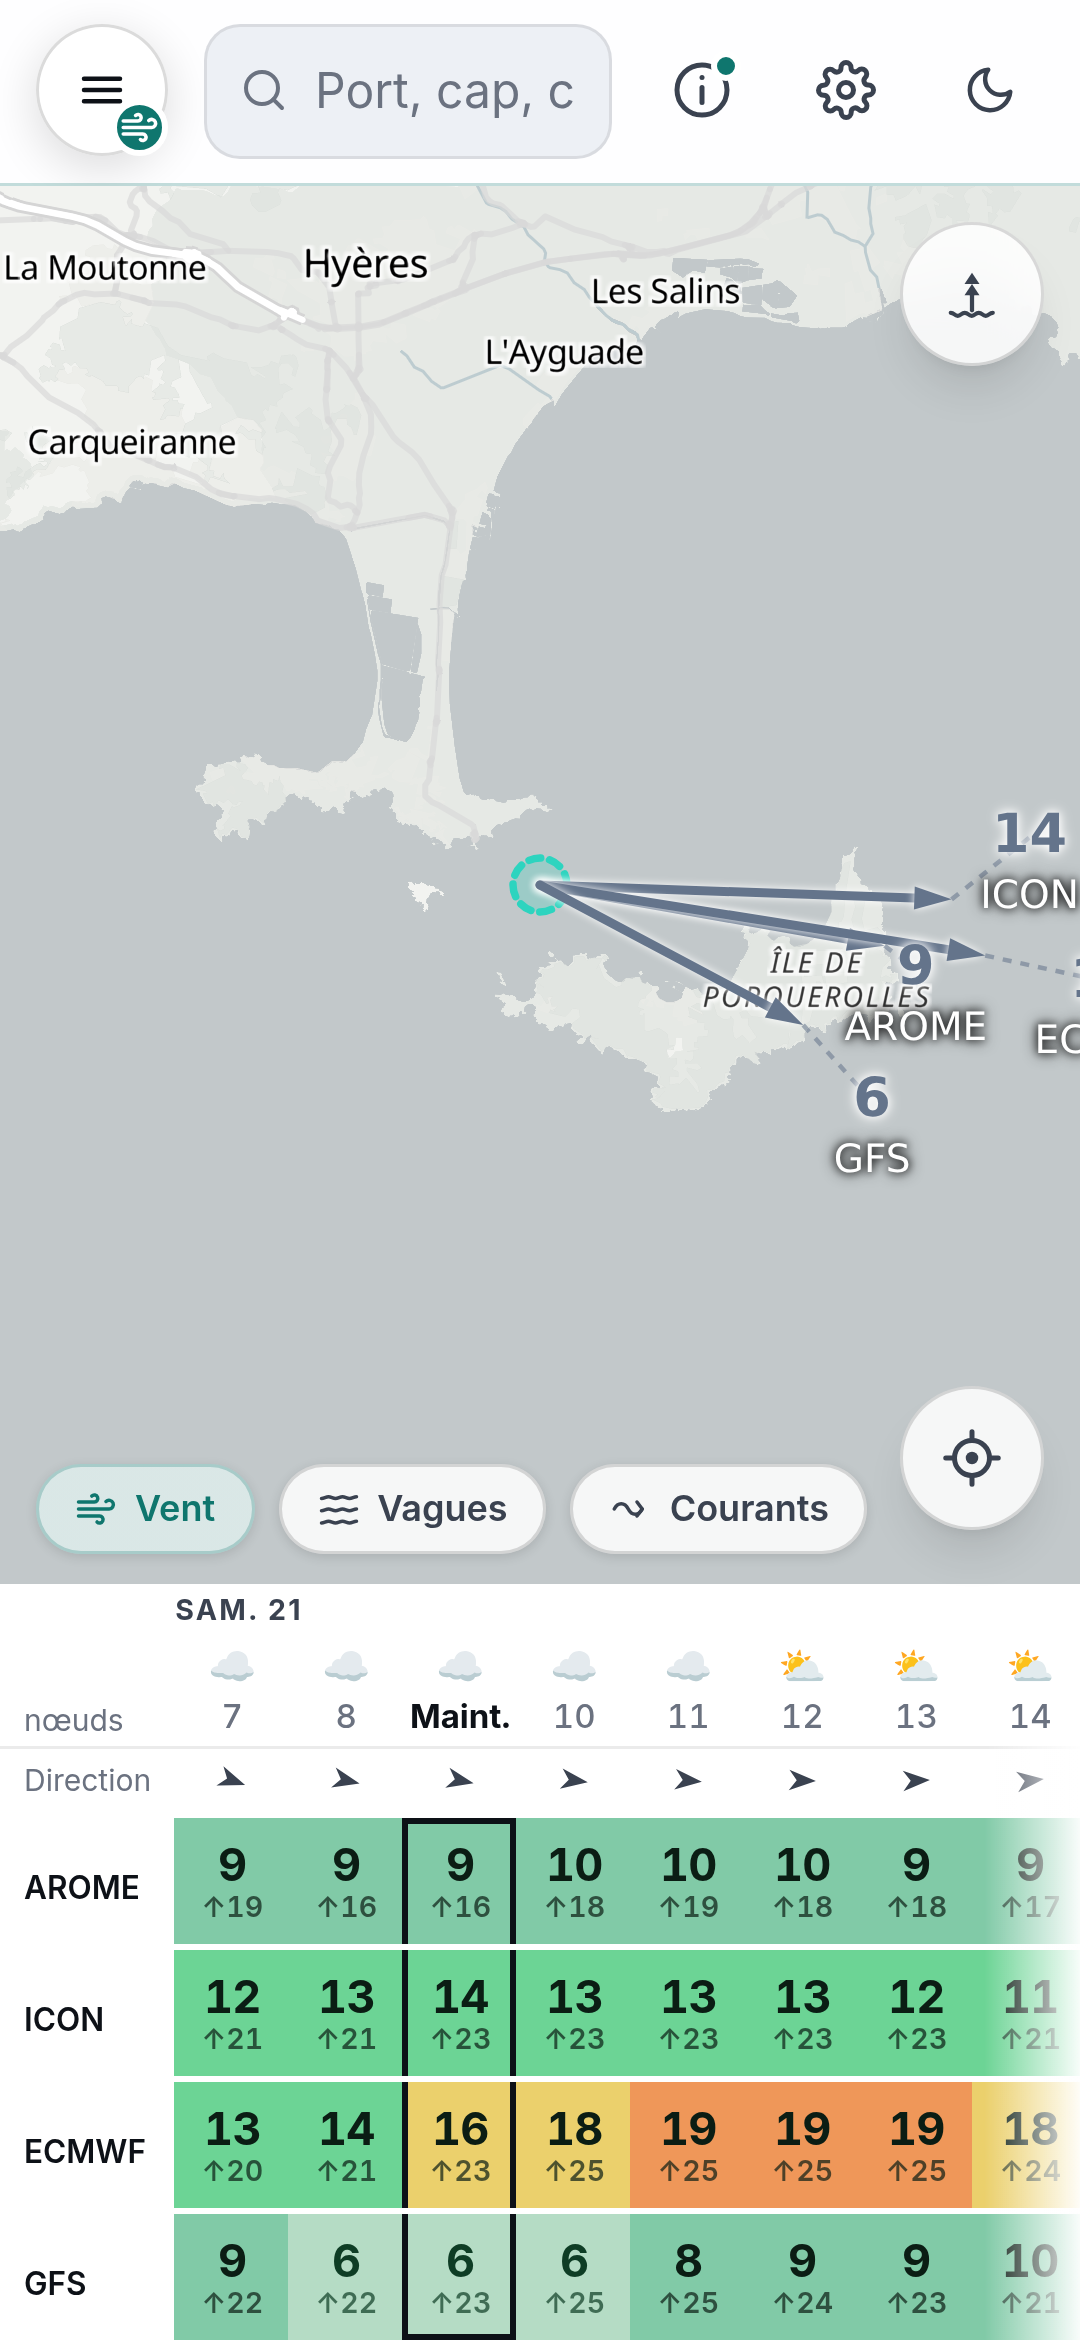 Port, cap, c
La Moutonne
Hyères
Les Salins
L'Ayguade
Carqueiranne
14
ICON
ÎLE DE
PORQUEROLLES
9
AROME
EC
6
GFS
Vent
Vagues
Courants
SAM. 21
nœuds 7 8 Maint. 10 11 12 13 14
Direction
AROME 9 9 9 10 10 10 9 9
↑19 ↑16 ↑16 ↑18 ↑19 ↑18 ↑18 ↑17
ICON 12 13 14 13 13 13 12 11
↑21 ↑21 ↑23 ↑23 ↑23 ↑23 ↑23 ↑21
ECMWF 13 14 16 18 19 19 19 18
↑20 ↑21 ↑23 ↑25 ↑25 ↑25 ↑25 ↑24
GFS 9 6 6 6 8 9 9 10
↑22 ↑22 ↑23 ↑25 ↑25 ↑24 ↑23 ↑21